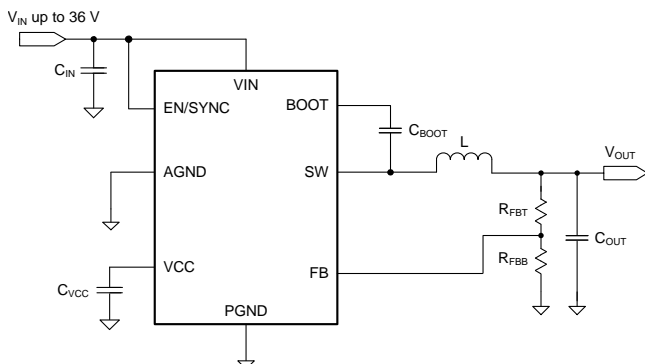 V_IN up to 36 V
C_IN
VIN
EN/SYNC
BOOT
C_BOOT
L
V_OUT
AGND
SW
R_FBT
C_OUT
R_FBB
VCC
FB
C_VCC
PGND